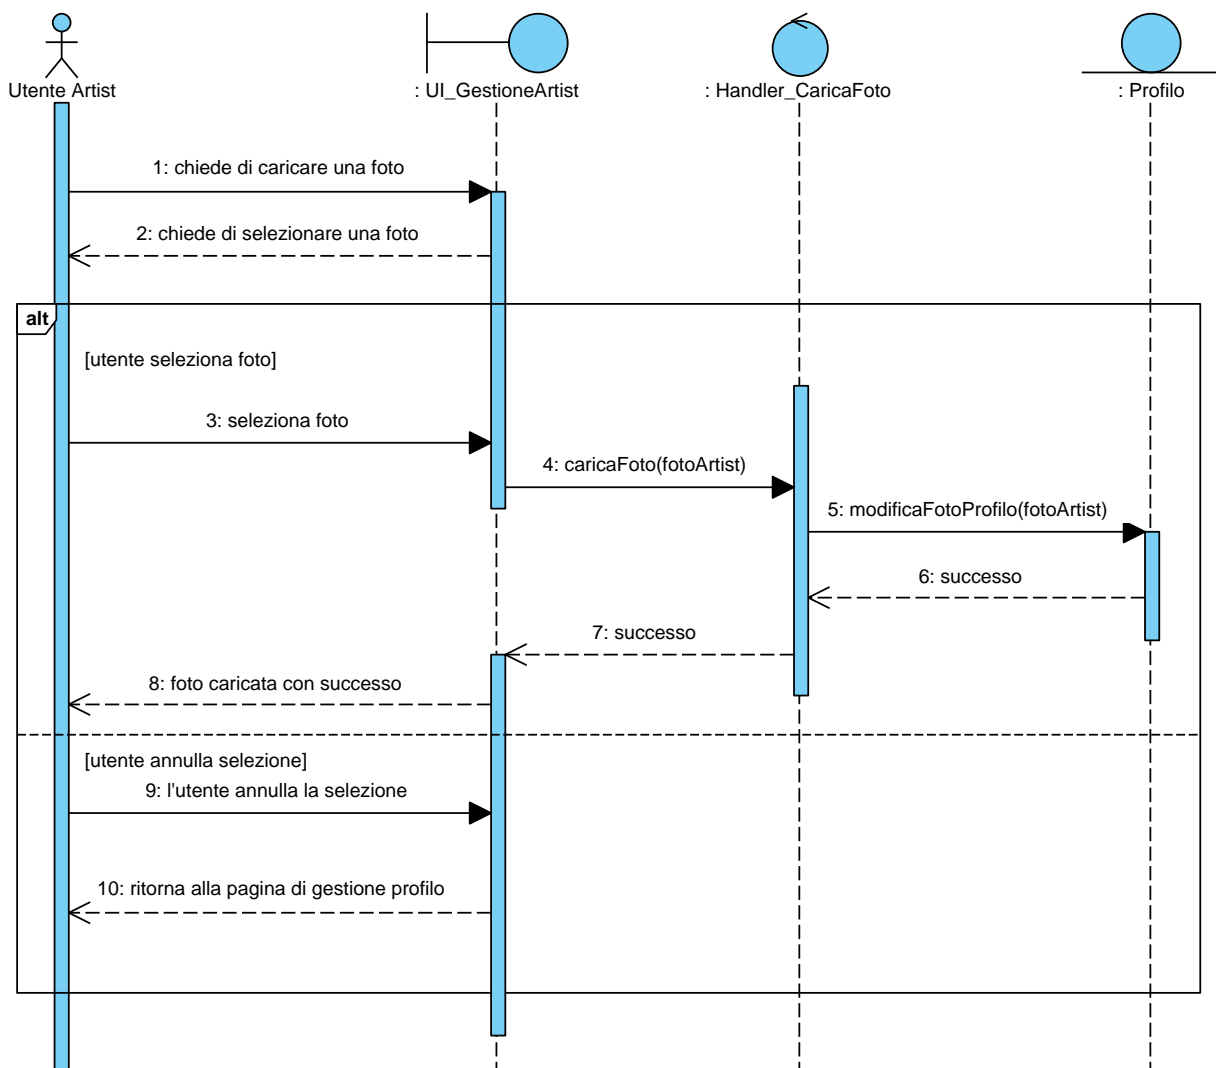 Utente Artist
: UI_GestioneArtist
: Handler_CaricaFoto
: Profilo
1: chiede di caricare una foto
2: chiede di selezionare una foto
alt
[utente seleziona foto]
3: seleziona foto
4: caricaFoto(fotoArtist)
5: modificaFotoProfilo(fotoArtist)
6: successo
7: successo
8: foto caricata con successo
[utente annulla selezione]
9: l'utente annulla la selezione
10: ritorna alla pagina di gestione profilo